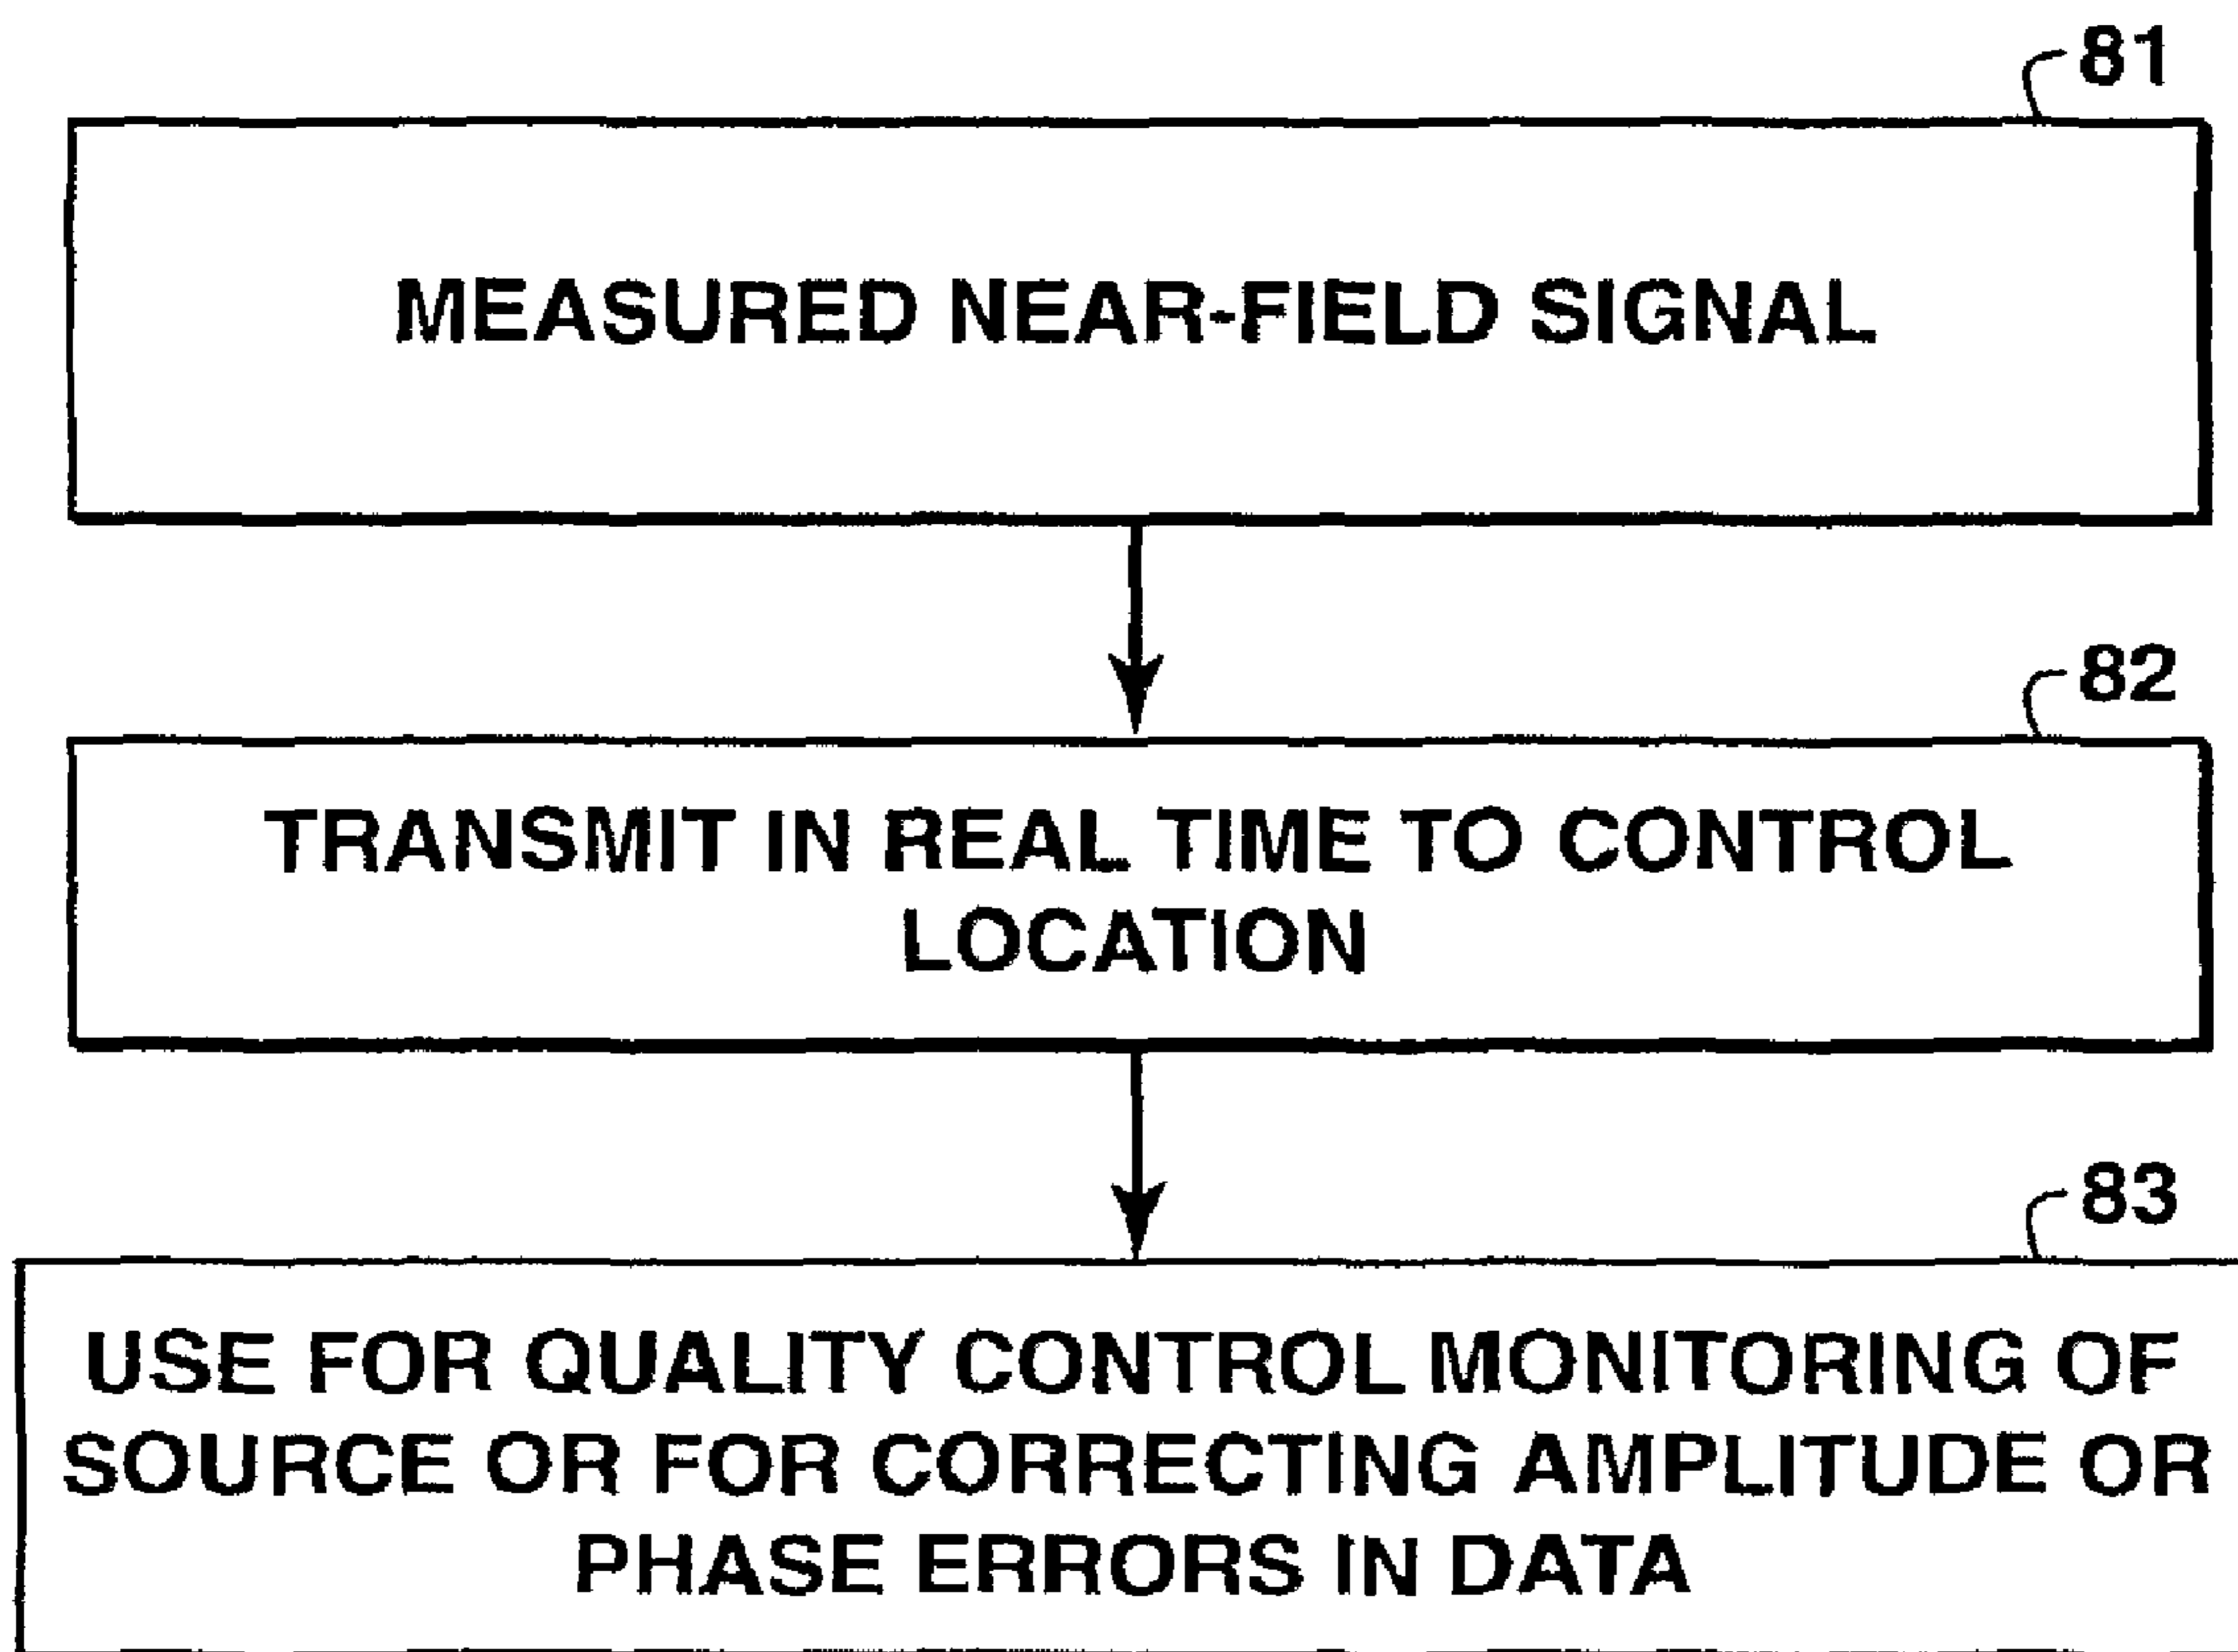 81
MEASURED NEAR-FIELD SIGNAL
82
TRANSMIT IN REAL TIME TO CONTROL
LOCATION
83
USE FOR QUALITY CONTROL MONITORING OF
SOURCE OR FOR CORRECTING AMPLITUDE OR
PHASE ERRORS IN DATA